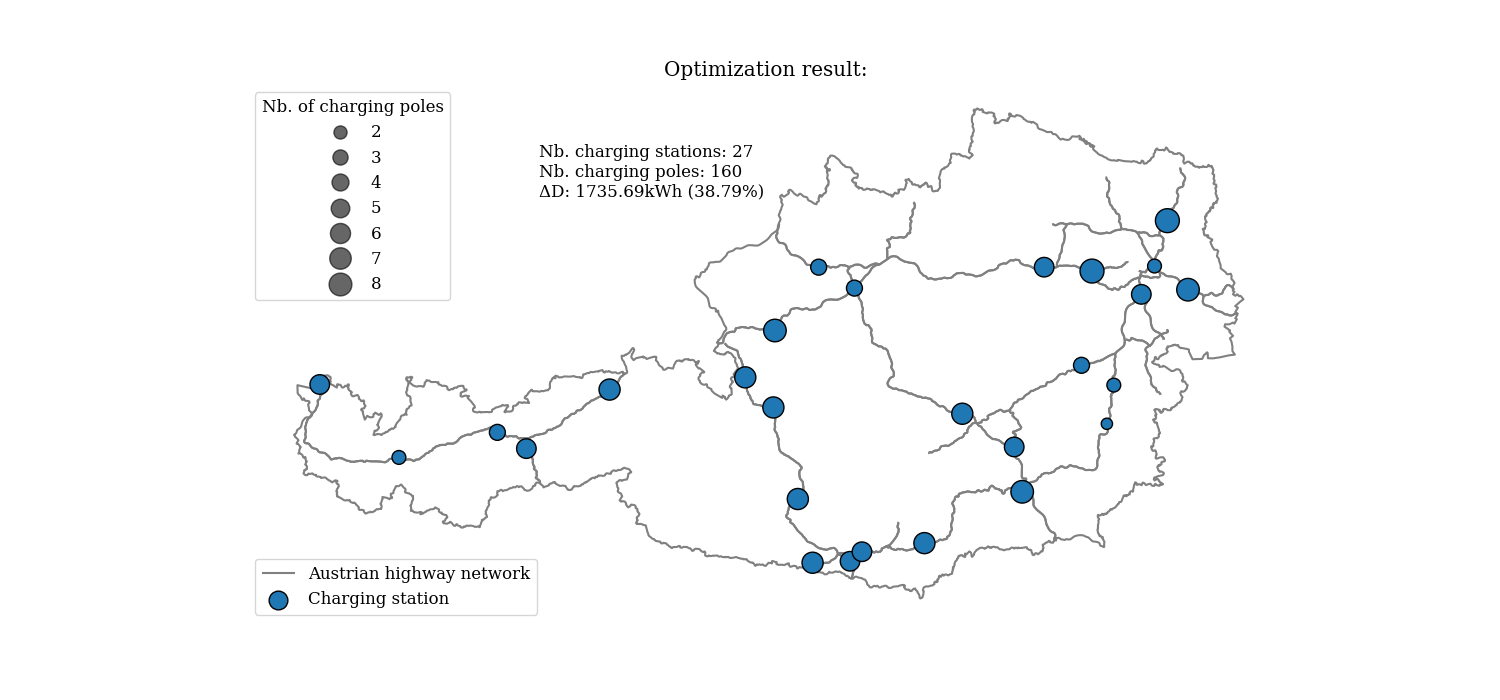 Optimization result:
Nb. of charging poles
2
3
4
5
6
7
8
Nb. charging stations: 27
Nb. charging poles: 160
ΔD: 1735.69kWh (38.79%)
Austrian highway network
Charging station